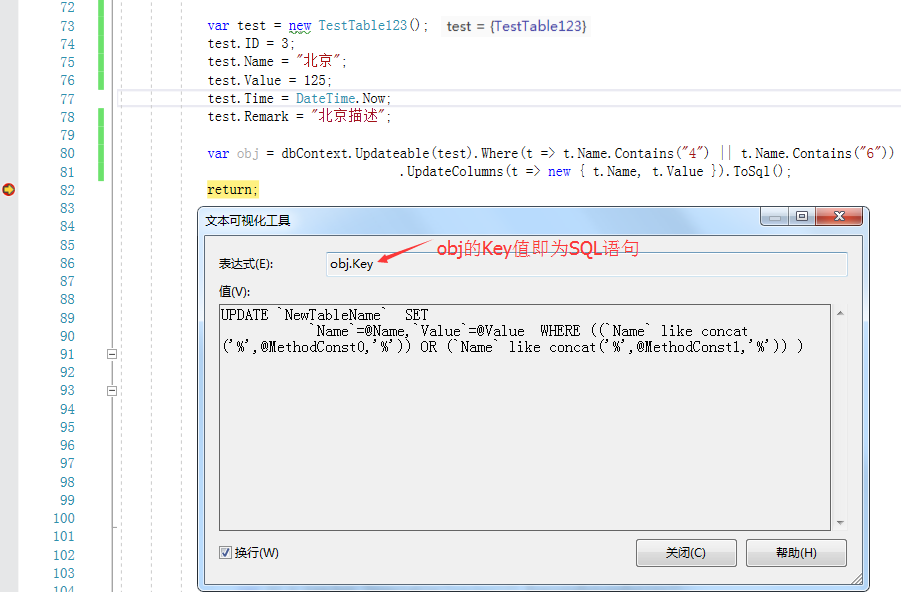 72
73 var test = new TestTable123(); test = {TestTable123}
74 test.ID = 3;
75 test.Name = "北京";
76 test.Value = 125;
77 test.Time = DateTime.Now;
78 test.Remark = "北京描述";
79
80 var obj = dbContext.Updateable(test).Where(t => t.Name.Contains("4") || t.Name.Contains("6"))
81 .UpdateColumns(t => new { t.Name, t.Value }).ToSql();
82 return;
83
84
85
86
87
88
89
90
91
92
93
94
95
96
97
98
99
100
101
102
103
104
文本可视化工具
obj的Key值即为SQL语句
表达式(E): obj.Key
值(V):
UPDATE `NewTableName` SET
`Name`=@Name,`Value`=@Value WHERE ((`Name` like concat
('%',@MethodConst0,'%')) OR (`Name` like concat('%',@MethodConst1,'%')) )
换行(W) 关闭(C) 帮助(H)